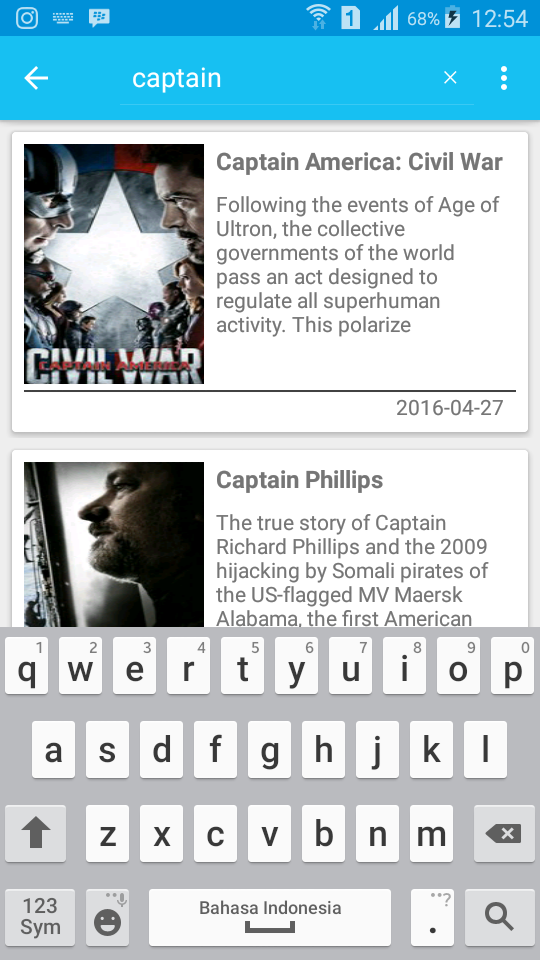 68% 12:54
captain
Captain America: Civil War
Following the events of Age of
Ultron, the collective
governments of the world
pass an act designed to
regulate all superhuman
activity. This polarize
CIVIL WAR
CAPTAIN AMERICA
2016-04-27
Captain Phillips
The true story of Captain
Richard Phillips and the 2009
hijacking by Somali pirates of
the US-flagged MV Maersk
Alabama, the first American
1 2 3 4 5 6 7 8 9 0
q w e r t y u i o p
a s d f g h j k l
z x c v b n m
123
Sym
Bahasa Indonesia
. ?